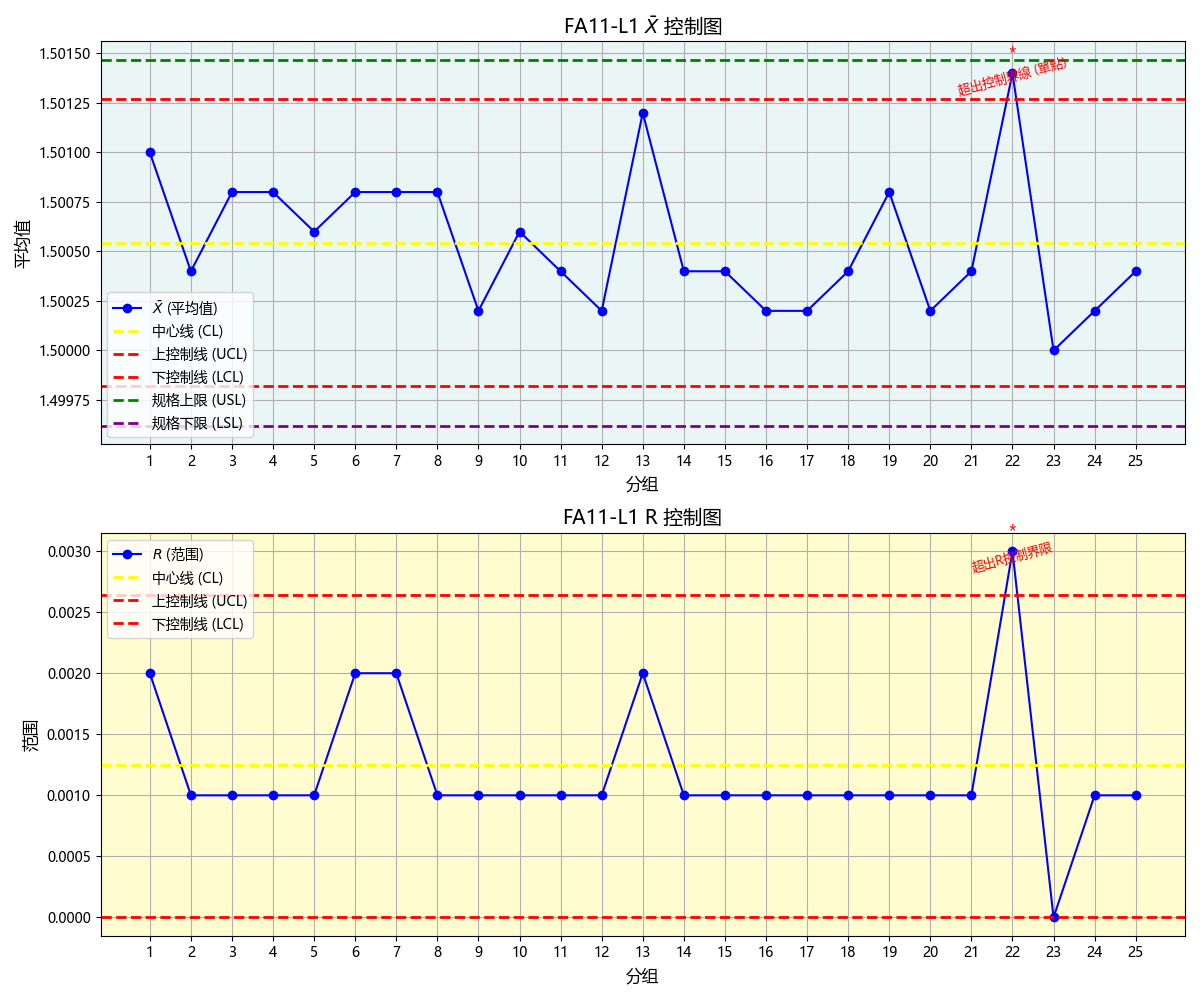 FA11-L1 X̄ 控制图
*
超出控制界線 (單點)
1.50150
1.50125
1.50100
1.50075
1.50050
1.50025
1.50000
1.49975
平均值
X̄ (平均值)
中心线 (CL)
上控制线 (UCL)
下控制线 (LCL)
规格上限 (USL)
规格下限 (LSL)
1 2 3 4 5 6 7 8 9 10 11 12 13 14 15 16 17 18 19 20 21 22 23 24 25
分组
FA11-L1 R 控制图
*
超出R控制界限
0.0030
0.0025
0.0020
0.0015
0.0010
0.0005
0.0000
范围
R (范围)
中心线 (CL)
上控制线 (UCL)
下控制线 (LCL)
1 2 3 4 5 6 7 8 9 10 11 12 13 14 15 16 17 18 19 20 21 22 23 24 25
分组